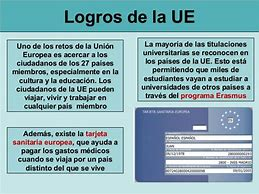 Logros de la UE
Uno de los retos de la Unión
Europea es acercar a los
ciudadanos de los 27 países
miembros, especialmente en
cultura y la educación. Los
ciudadanos de la UE pueden
viajar, vivir y trabajar en
cualquier país miembro
La mayoría de las titulaciones
universitarias se reconocen en
los países de la UE. Esto está
permitiendo que miles de
estudiantes vayan a estudiar a
universidades de otros países a
través del programa Erasmus
Además, existe la tarjeta
sanitaria europea, que ayuda a
pagar los gastos médicos
cuando se viaja por un país
distinto del que se vive
TARJETA SANITARIA EUROPEA
ESPAÑOL ESPAÑOL
JUAN